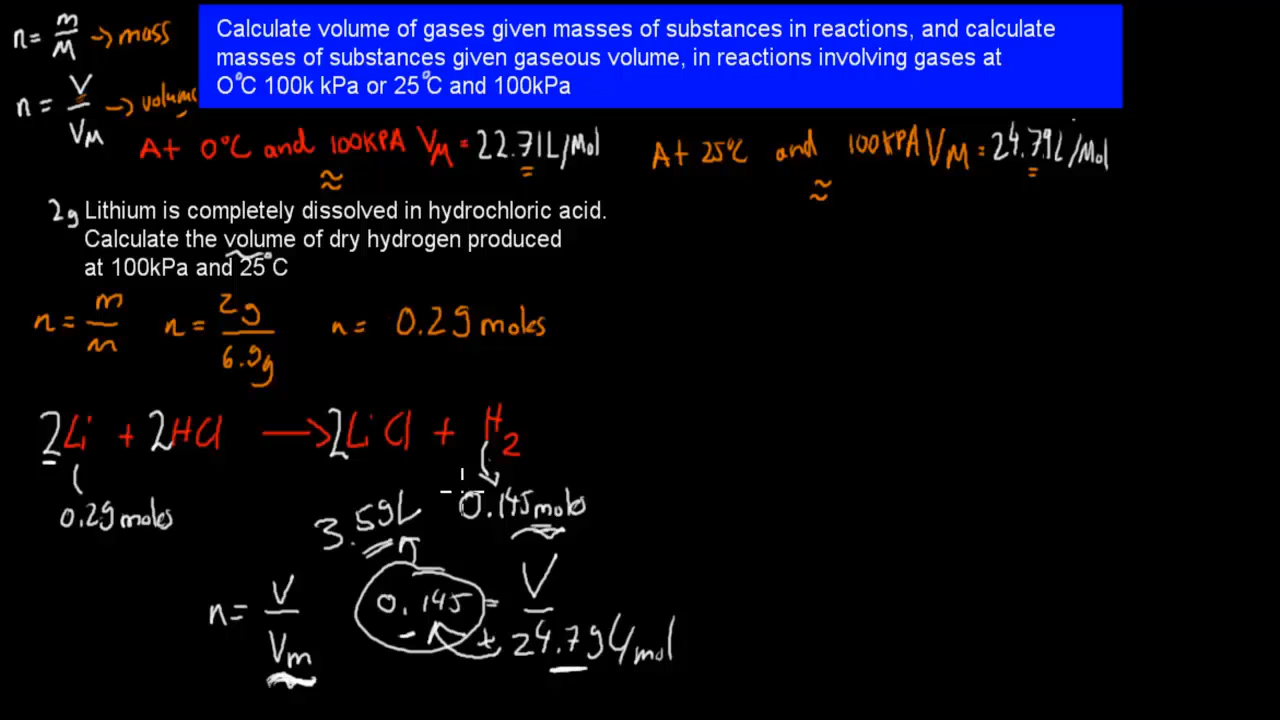 n = m/M → mass
n = V/VM → volume
Calculate volume of gases given masses of substances in reactions, and calculate
masses of substances given gaseous volume, in reactions involving gases at
O°C 100k kPa or 25°C and 100kPa
At 0°C and 100KPA VM = 22.71L/Mol
≈
At 25°C and 100KPA VM = 24.79L/Mol
≈
2g Lithium is completely dissolved in hydrochloric acid.
Calculate the volume of dry hydrogen produced
at 100kPa and 25°C
n = m/m n = 2g/6.9g n = 0.29 moles
2Li + 2HCl → 2LiCl + H2
0.29 moles
0.145 mols
3.59L
n = V/Vm
0.145 = V/24.79L/mol